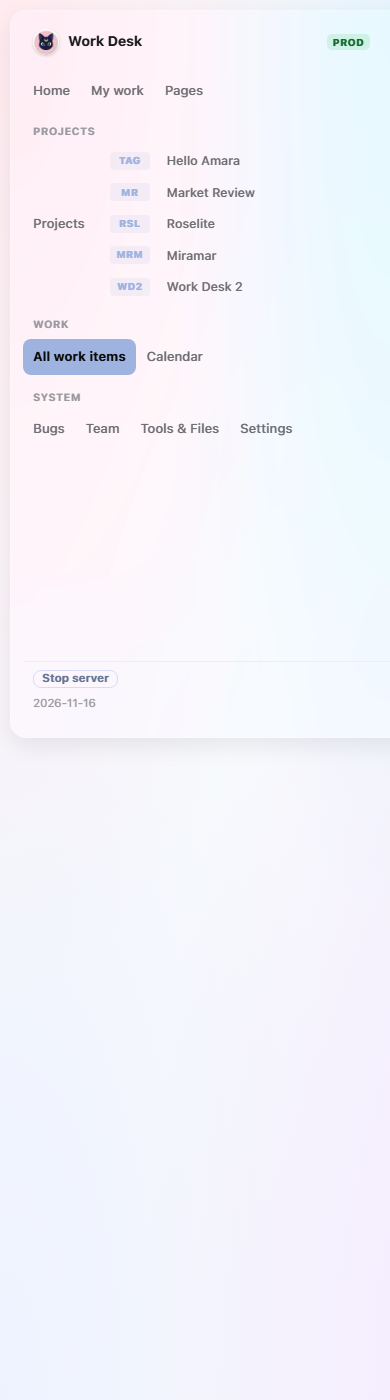 Work Desk PROD
Home My work Pages
PROJECTS
TAG Hello Amara
MR Market Review
Projects RSL Roselite
MRM Miramar
WD2 Work Desk 2
WORK
All work items Calendar
SYSTEM
Bugs Team Tools & Files Settings
Stop server
2026-11-16